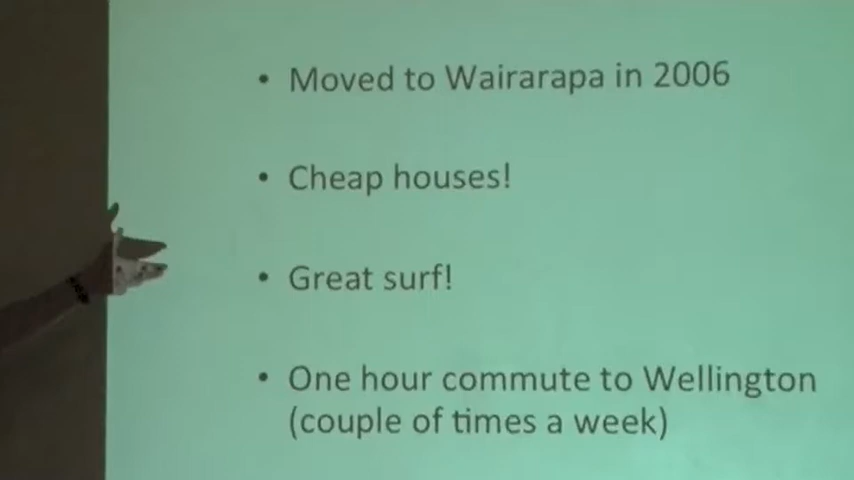 • Moved to Wairarapa in 2006
• Cheap houses!
• Great surf!
• One hour commute to Wellington
(couple of times a week)